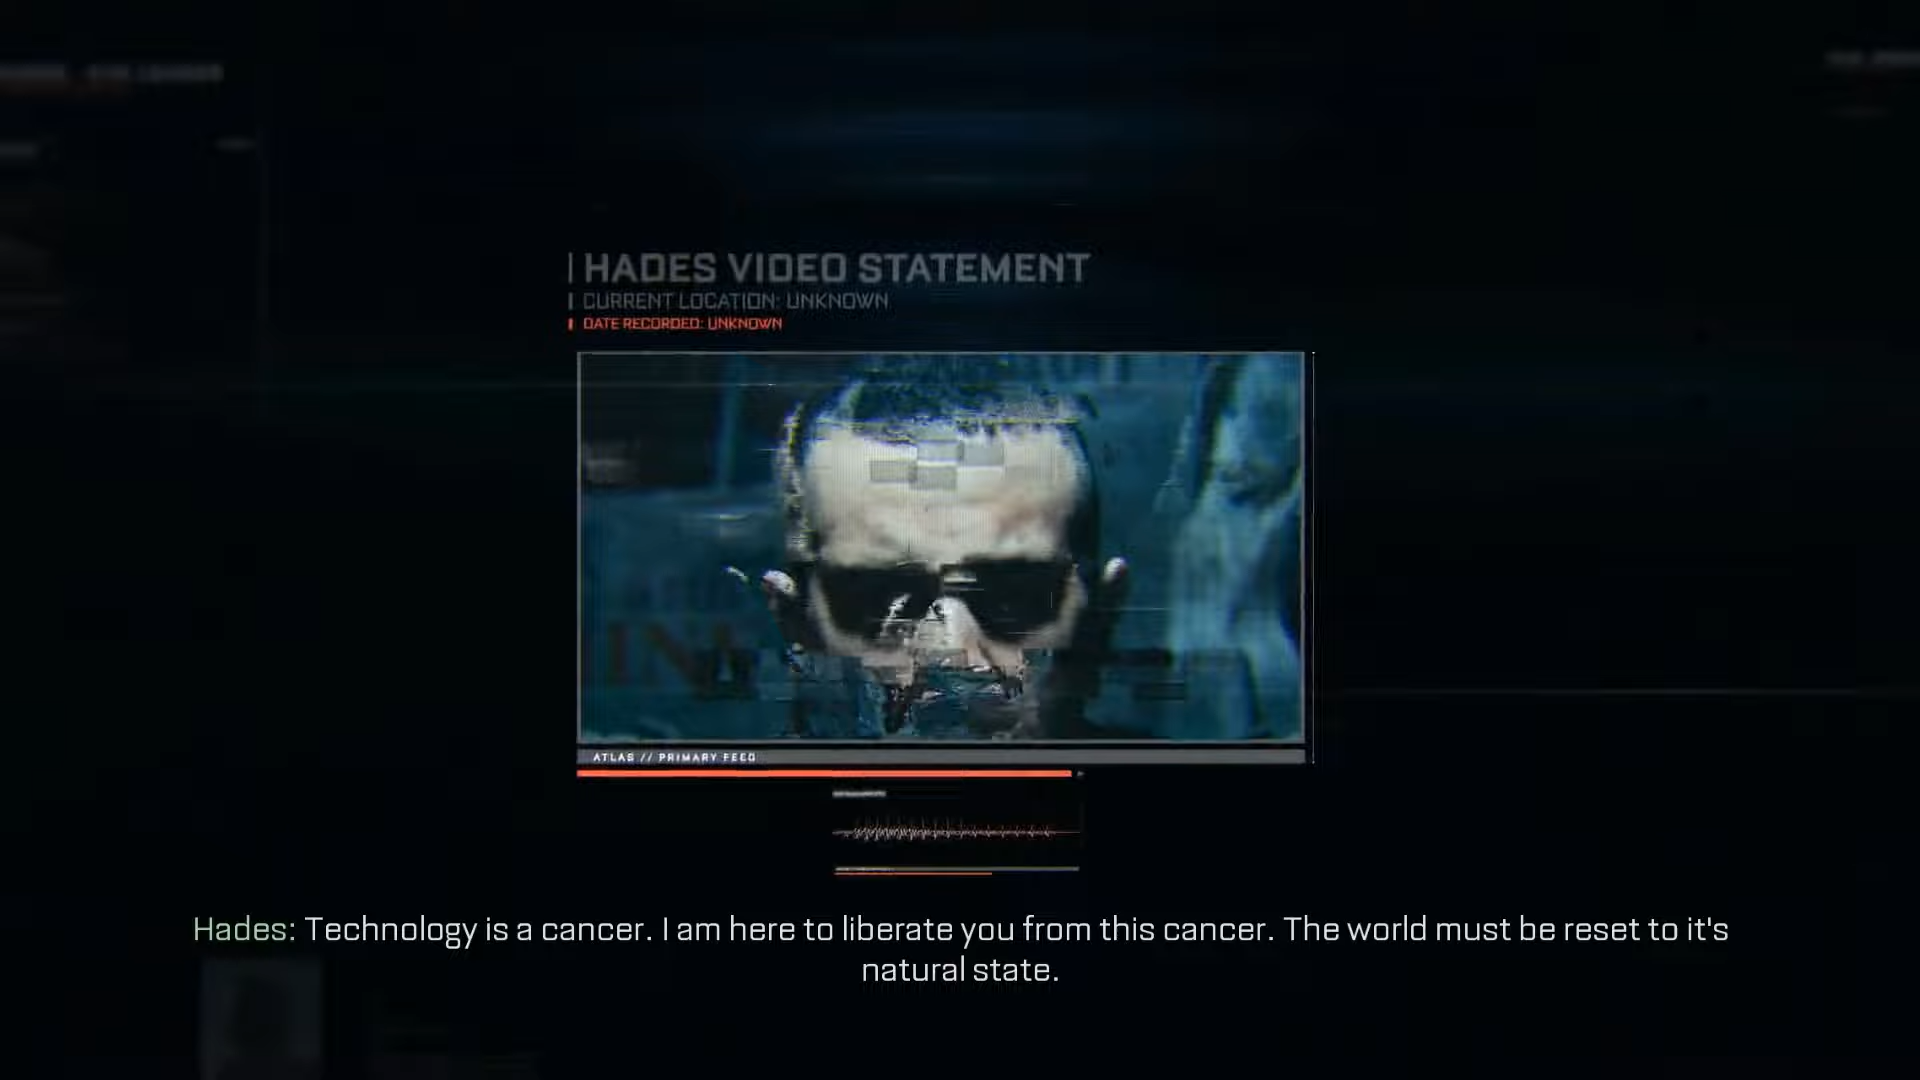 HADES VIDEO STATEMENT
CURRENT LOCATION: UNKNOWN
DATE RECORDED: UNKNOWN
ATLAS // PRIMARY FEED
Hades: Technology is a cancer. I am here to liberate you from this cancer. The world must be reset to it's
natural state.